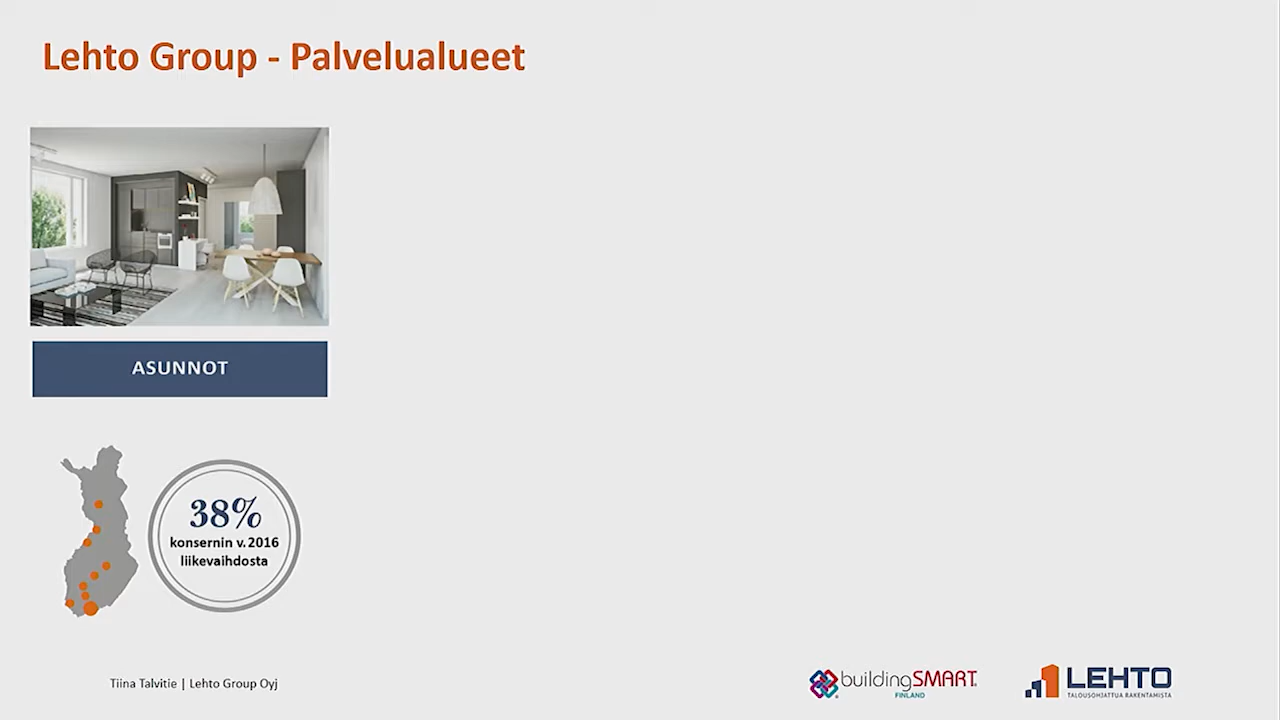 Lehto Group - Palvelualueet
ASUNNOT
38%
konsernin v.2016
liikevaihdosta
Tiina Talvitie | Lehto Group Oyj
buildingSMART
FINLAND
LEHTO
TALOUSOHJATTUA RAKENTAMISTA